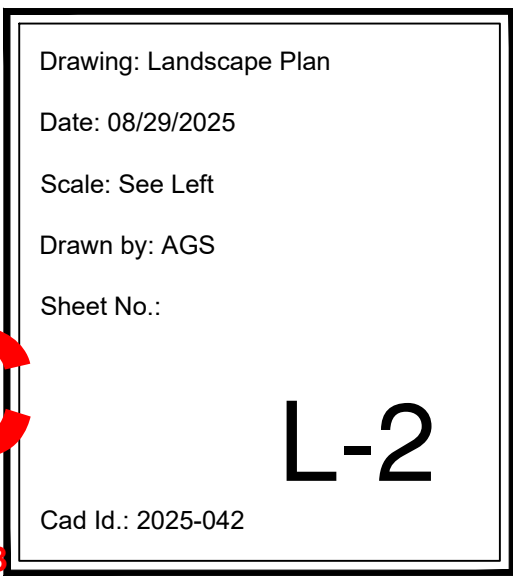 Drawing: Landscape Plan
Date: 08/29/2025
Scale: See Left
Drawn by: AGS
Sheet No.:
L-2
Cad Id.: 2025-042